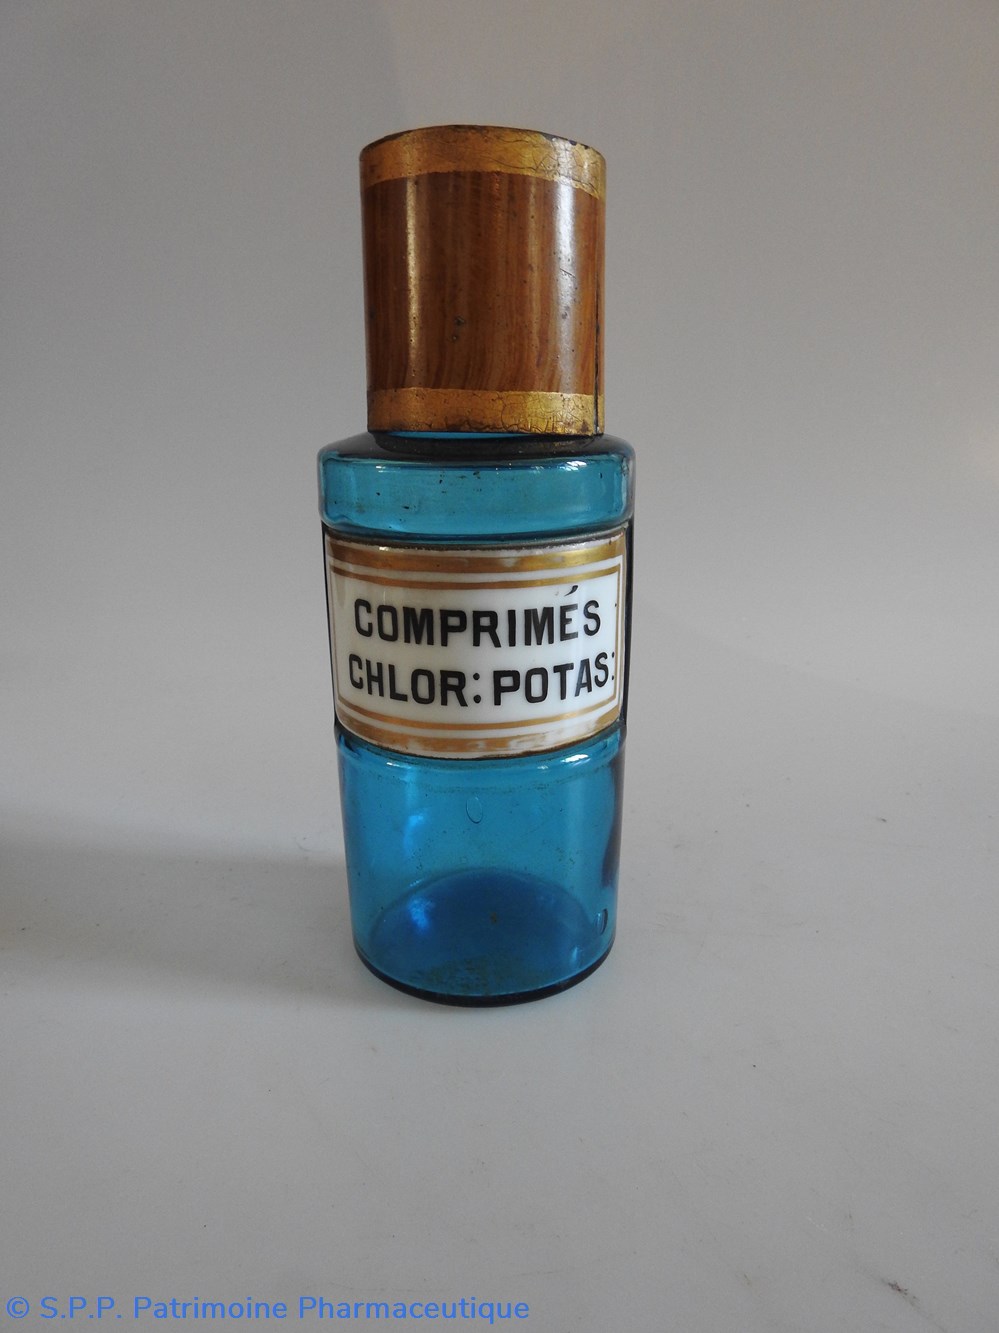 COMPRIMÉS
CHLOR: POTAS:
© S.P.P. Patrimoine Pharmaceutique